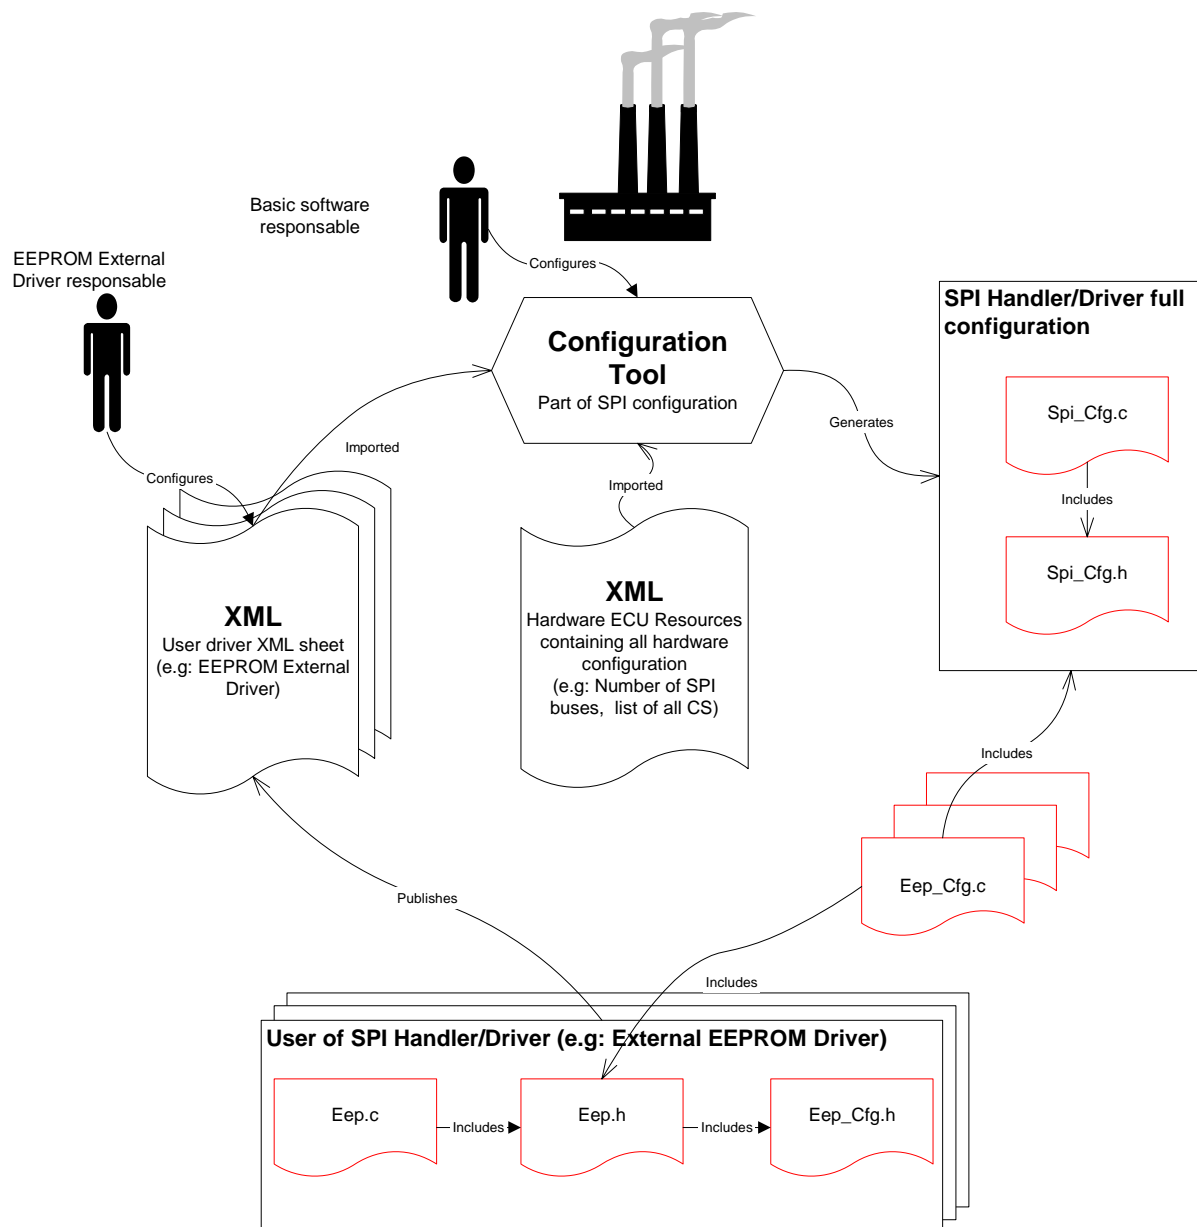 Basic software
responsable
EEPROM External
Driver responsable
Configures
SPI Handler/Driver full
configuration
Configuration
Tool
Part of SPI configuration
Spi_Cfg.c
Generates
Imported
Configures
Imported
Includes
Spi_Cfg.h
XML
User driver XML sheet
(e.g: EEPROM External
Driver)
XML
Hardware ECU Resources
containing all hardware
configuration
(e.g: Number of SPI
buses,  list of all CS)
Includes
Eep_Cfg.c
Publishes
Includes
User of SPI Handler/Driver (e.g: External EEPROM Driver)
Eep.c
Includes
Eep.h
Includes
Eep_Cfg.h